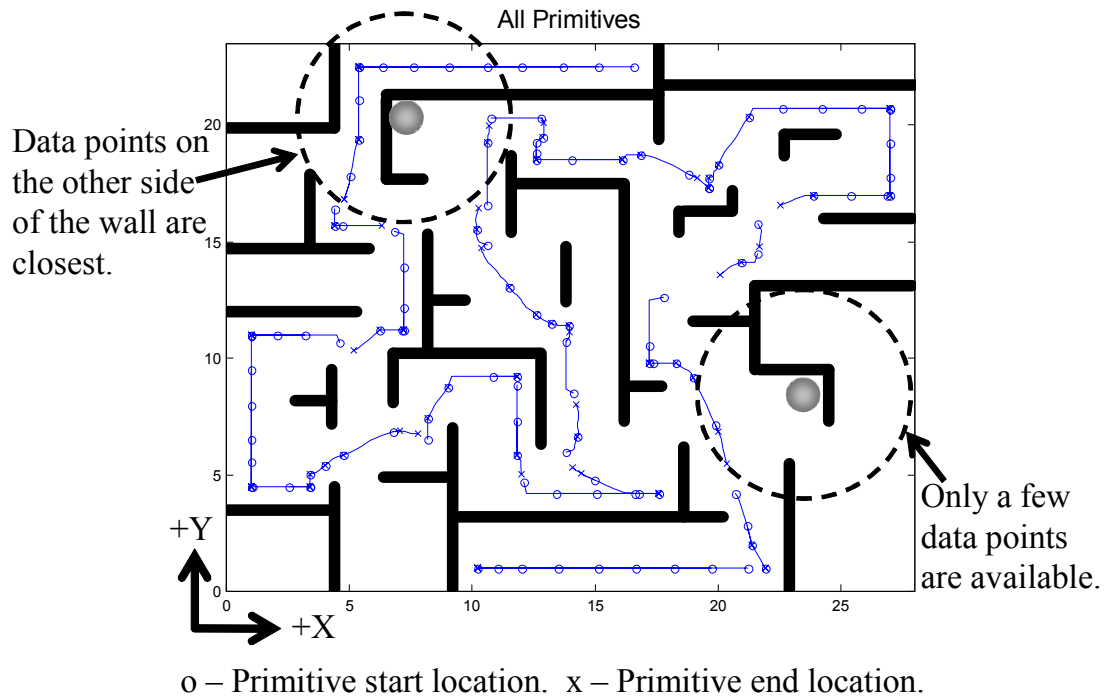 All Primitives
Data points on
the other side
of the wall are
closest.
20
15
10
5
0
0
5
10
15
20
25
+Y
+X
Only a few
data points
are available.
o – Primitive start location. x – Primitive end location.